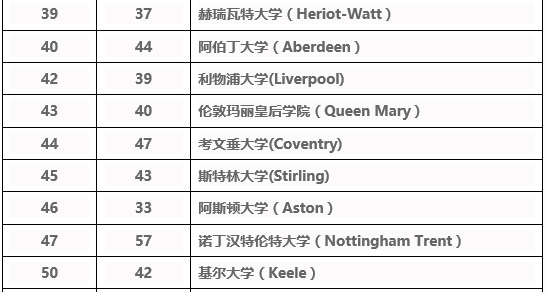 39 37 赫瑞瓦特大学（Heriot-Watt）
40 44 阿伯丁大学（Aberdeen）
42 39 利物浦大学(Liverpool)
43 40 伦敦玛丽皇后学院（Queen Mary）
44 47 考文垂大学(Coventry)
45 43 斯特林大学(Stirling)
46 33 阿斯顿大学（Aston）
47 57 诺丁汉特伦特大学（Nottingham Trent）
50 42 基尔大学（Keele）